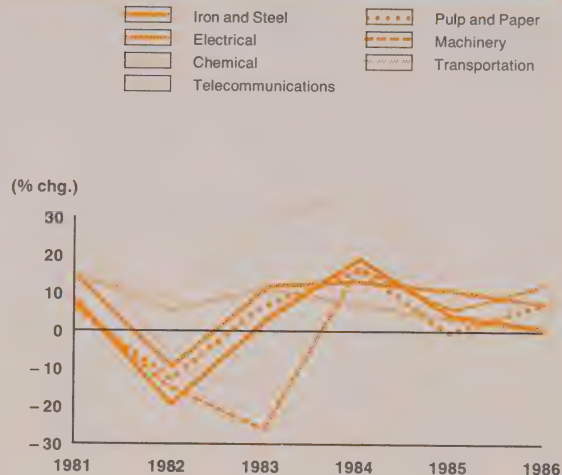 Iron and Steel
Electrical
Chemical
Telecommunications
Pulp and Paper
Machinery
Transportation
(% chg.)
30
20
10
0
– 10
– 20
– 30
1981 1982 1983 1984 1985 1986